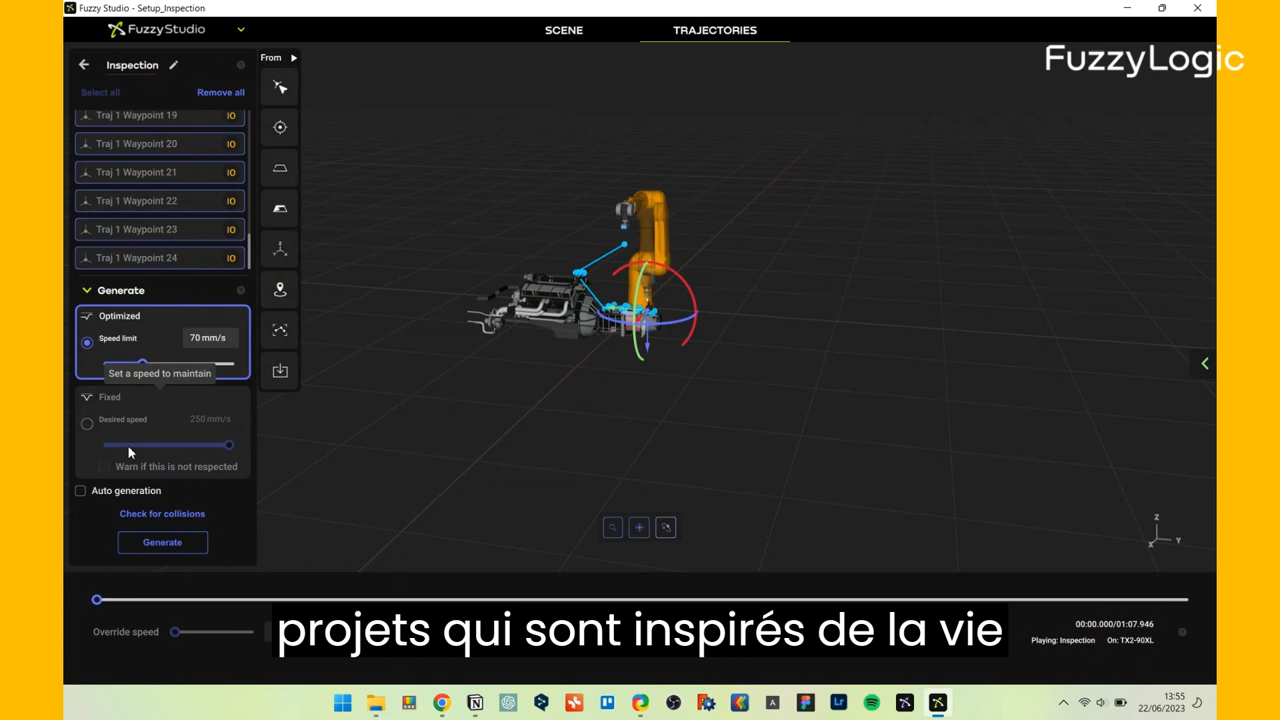 Fuzzy Studio - Setup_Inspection
FuzzyStudio
SCENE
TRAJECTORIES
FuzzyLogic
Inspection
From
Select all
Remove all
Traj 1 Waypoint 19 IO
Traj 1 Waypoint 20 IO
Traj 1 Waypoint 21 IO
Traj 1 Waypoint 22 IO
Traj 1 Waypoint 23 IO
Traj 1 Waypoint 24 IO
Generate
Optimized
Speed limit 70 mm/s
Set a speed to maintain
Fixed
Desired speed 250 mm/s
Warn if this is not respected
Auto generation
Check for collisions
Generate
Z
X Y
Override speed
projets qui sont inspirés de la vie
00:00.000/01:07.946
Playing: Inspection On: TX2-90XL
13:55
22/06/2023